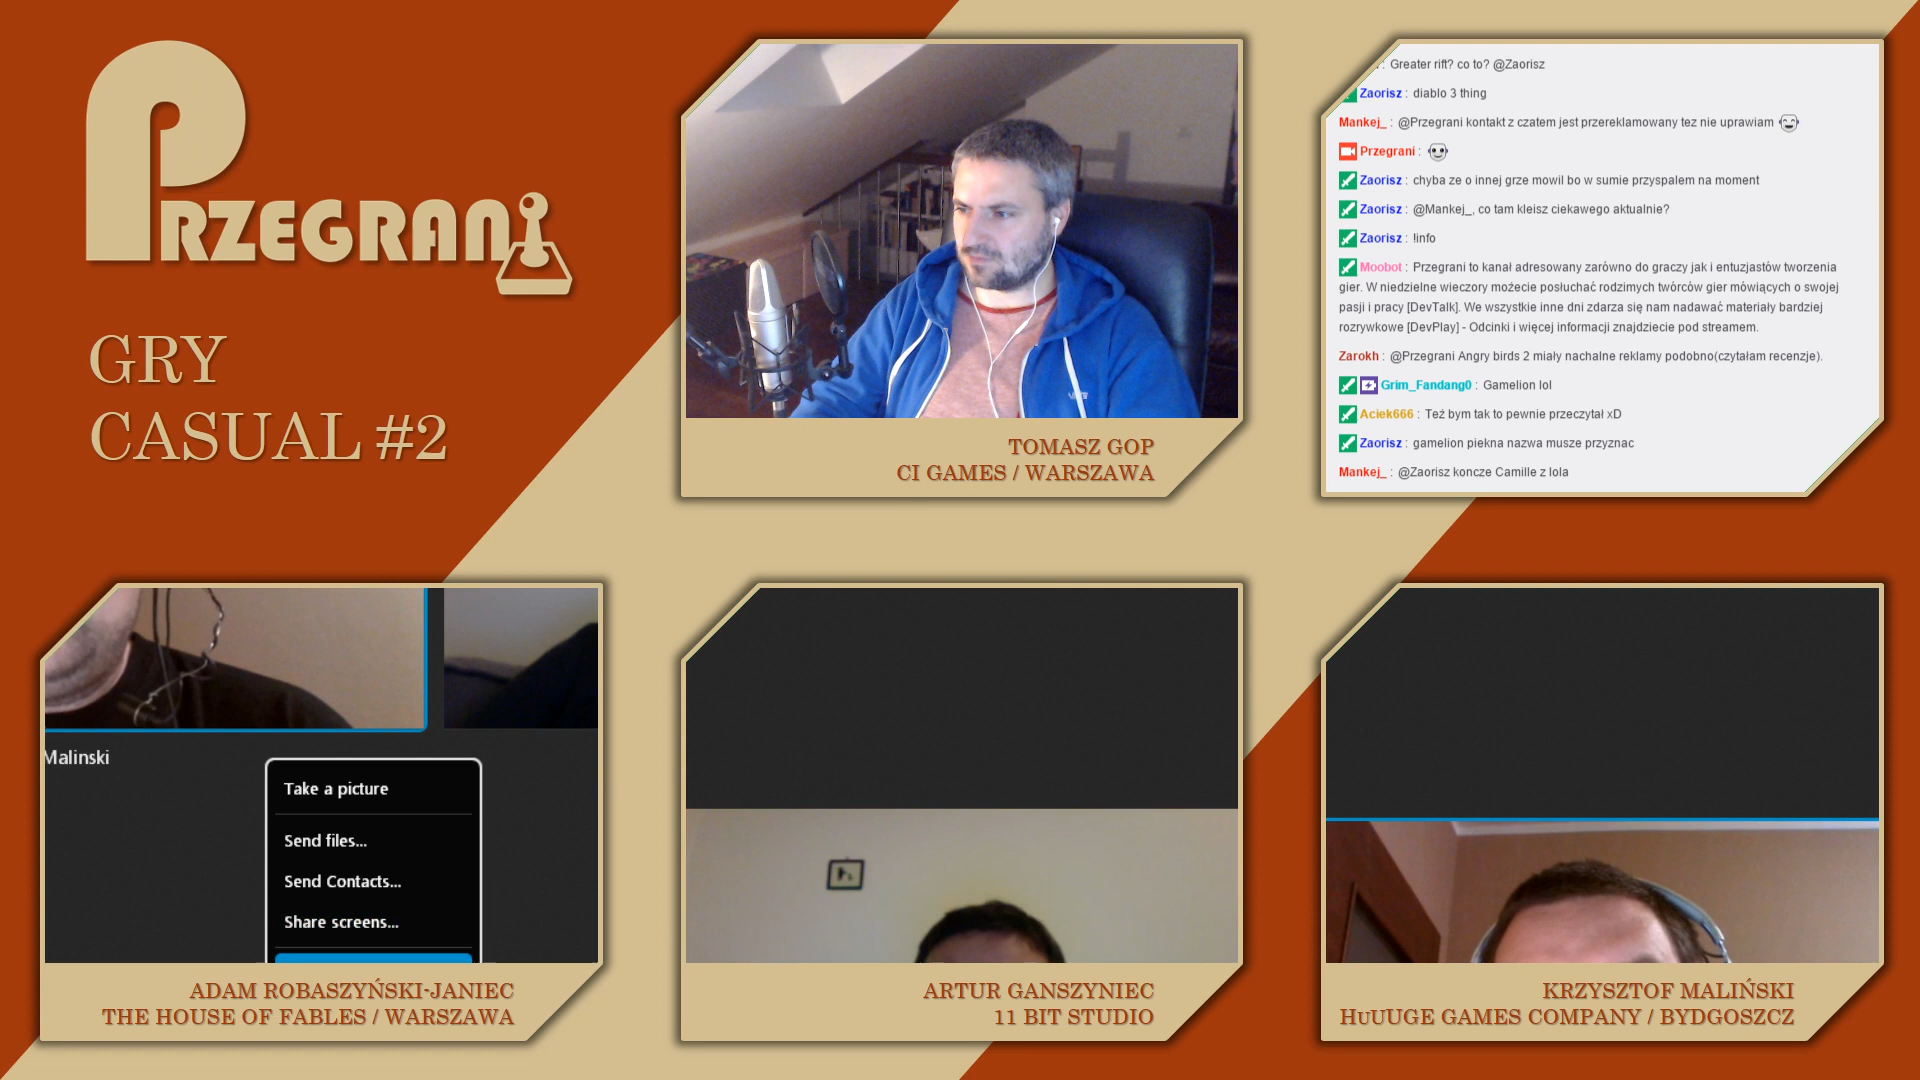 PRZEGRANI
GRY
CASUAL #2
TOMASZ GOP
CI GAMES / WARSZAWA
: Greater rift? co to? @Zaorisz
Zaorisz : diablo 3 thing
Mankej_ : @Przegrani kontakt z czatem jest przereklamowany tez nie uprawiam
Przegrani :
Zaorisz : chyba ze o innej grze mowil bo w sumie przyspalem na moment
Zaorisz : @Mankej_, co tam kleisz ciekawego aktualnie?
Zaorisz : !info
Moobot : Przegrani to kanał adresowany zarówno do graczy jak i entuzjastów tworzenia
gier. W niedzielne wieczory możecie posłuchać rodzimych twórców gier mówiących o swojej
pasji i pracy [DevTalk]. We wszystkie inne dni zdarza się nam nadawać materiały bardziej
rozrywkowe [DevPlay] - Odcinki i więcej informacji znajdziecie pod streamem.
Zarokh : @Przegrani Angry birds 2 miały nachalne reklamy podobno(czytałam recenzje).
Grim_Fandang0 : Gamelion lol
Aciek666 : Też bym tak to pewnie przeczytał xD
Zaorisz : gamelion piekna nazwa musze przyznac
Mankej_ : @Zaorisz koncze Camille z lola
Malinski
Take a picture
Send files...
Send Contacts...
Share screens...
ADAM ROBASZYŃSKI-JANIEC
THE HOUSE OF FABLES / WARSZAWA
ARTUR GANSZYNIEC
11 BIT STUDIO
KRZYSZTOF MALIŃSKI
HuUUGE GAMES COMPANY / BYDGOSZCZ